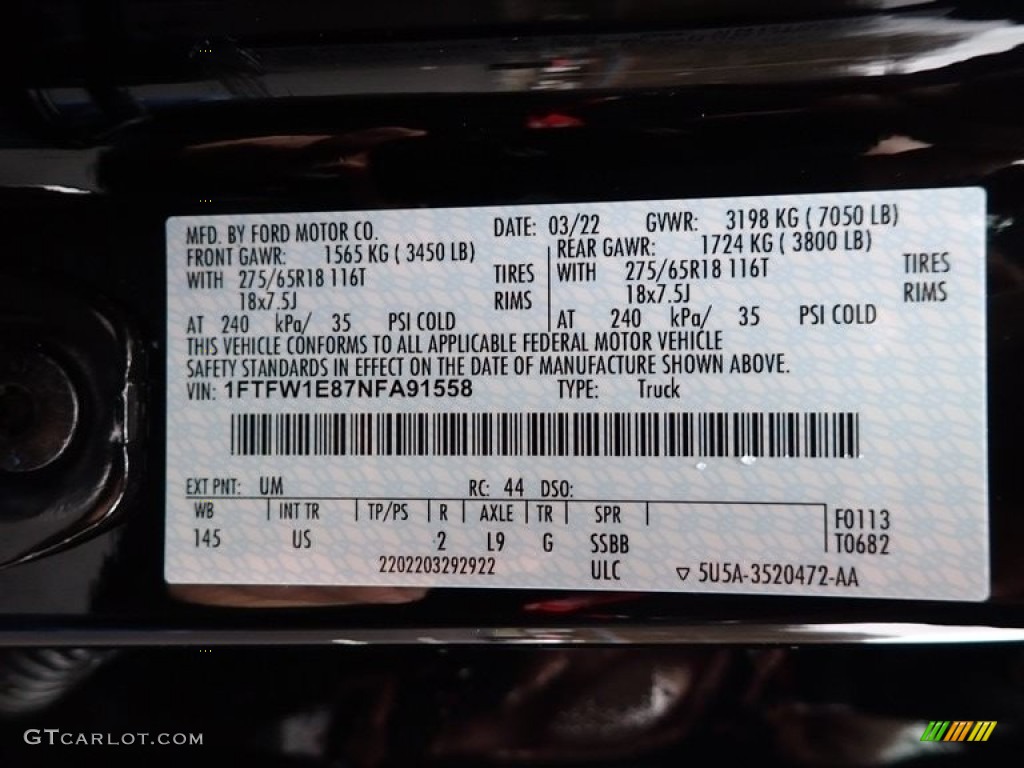 MFD. BY FORD MOTOR CO. DATE: 03/22 GVWR: 3198 KG ( 7050 LB)
FRONT GAWR: 1565 KG ( 3450 LB) REAR GAWR: 1724 KG ( 3800 LB)
WITH 275/65R18 116T TIRES WITH 275/65R18 116T TIRES
18x7.5J RIMS 18x7.5J RIMS
AT 240 kPa/ 35 PSI COLD AT 240 kPa/ 35 PSI COLD
THIS VEHICLE CONFORMS TO ALL APPLICABLE FEDERAL MOTOR VEHICLE
SAFETY STANDARDS IN EFFECT ON THE DATE OF MANUFACTURE SHOWN ABOVE.
VIN: 1FTFW1E87NFA91558 TYPE: Truck
EXT PNT: UM RC: 44 DSO:
WB INT TR TP/PS R AXLE TR SPR F0113
145 US 2 L9 G SSBB T0682
2202203292922 ULC ▽ 5U5A-3520472-AA
GTCARLOT.COM